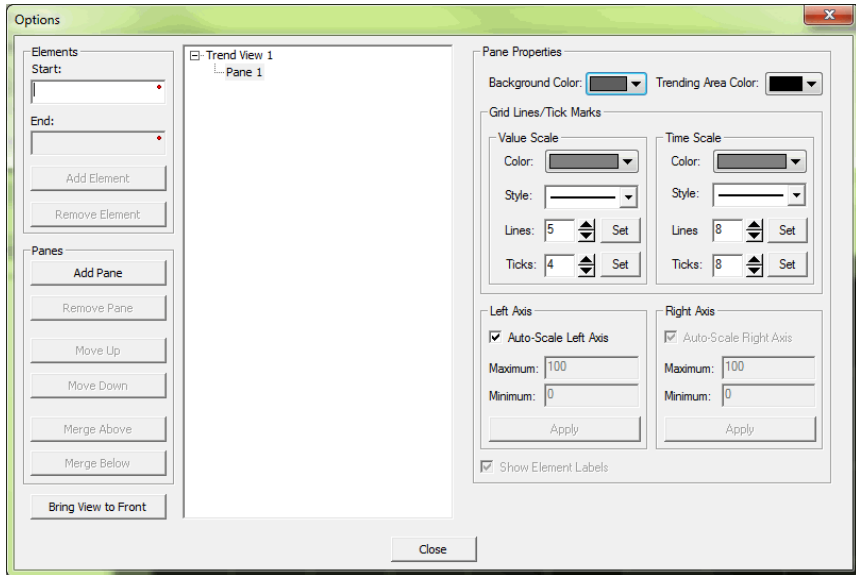 Options
Elements
Start:
End:
Add Element
Remove Element
Panes
Add Pane
Remove Pane
Move Up
Move Down
Merge Above
Merge Below
Bring View to Front
Trend View 1
Pane 1
Pane Properties
Background Color:
Trending Area Color:
Grid Lines/Tick Marks
Value Scale
Color:
Style:
Lines: 5 Set
Ticks: 4 Set
Time Scale
Color:
Style:
Lines 8 Set
Ticks: 8 Set
Left Axis
Auto-Scale Left Axis
Maximum: 100
Minimum: 0
Apply
Right Axis
Auto-Scale Right Axis
Maximum: 100
Minimum: 0
Apply
Show Element Labels
Close